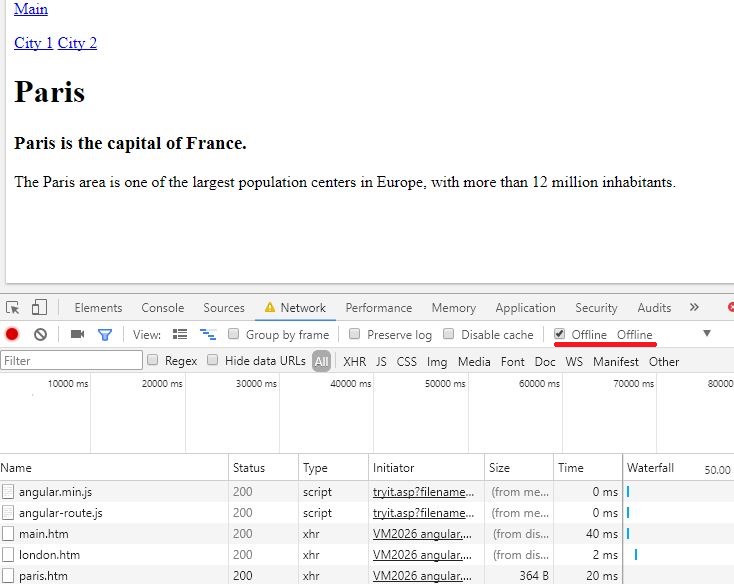 Main
City 1 City 2
Paris
Paris is the capital of France.
The Paris area is one of the largest population centers in Europe, with more than 12 million inhabitants.
Elements Console Sources Network Performance Memory Application Security Audits »
View: Group by frame Preserve log Disable cache Offline Offline
Filter Regex Hide data URLs All XHR JS CSS Img Media Font Doc WS Manifest Other
10000 ms 20000 ms 30000 ms 40000 ms 50000 ms 60000 ms 70000 ms 80000
Name Status Type Initiator Size Time Waterfall 50.00
angular.min.js 200 script tryit.asp?filename... (from me... 0 ms
angular-route.js 200 script tryit.asp?filename... (from me... 0 ms
main.htm 200 xhr VM2026 angular.... (from dis... 40 ms
london.htm 200 xhr VM2026 angular.... (from dis... 2 ms
paris.htm 200 xhr VM2026 angular.... 364 B 20 ms